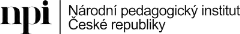 npi
Národní pedagogický institut
České republiky